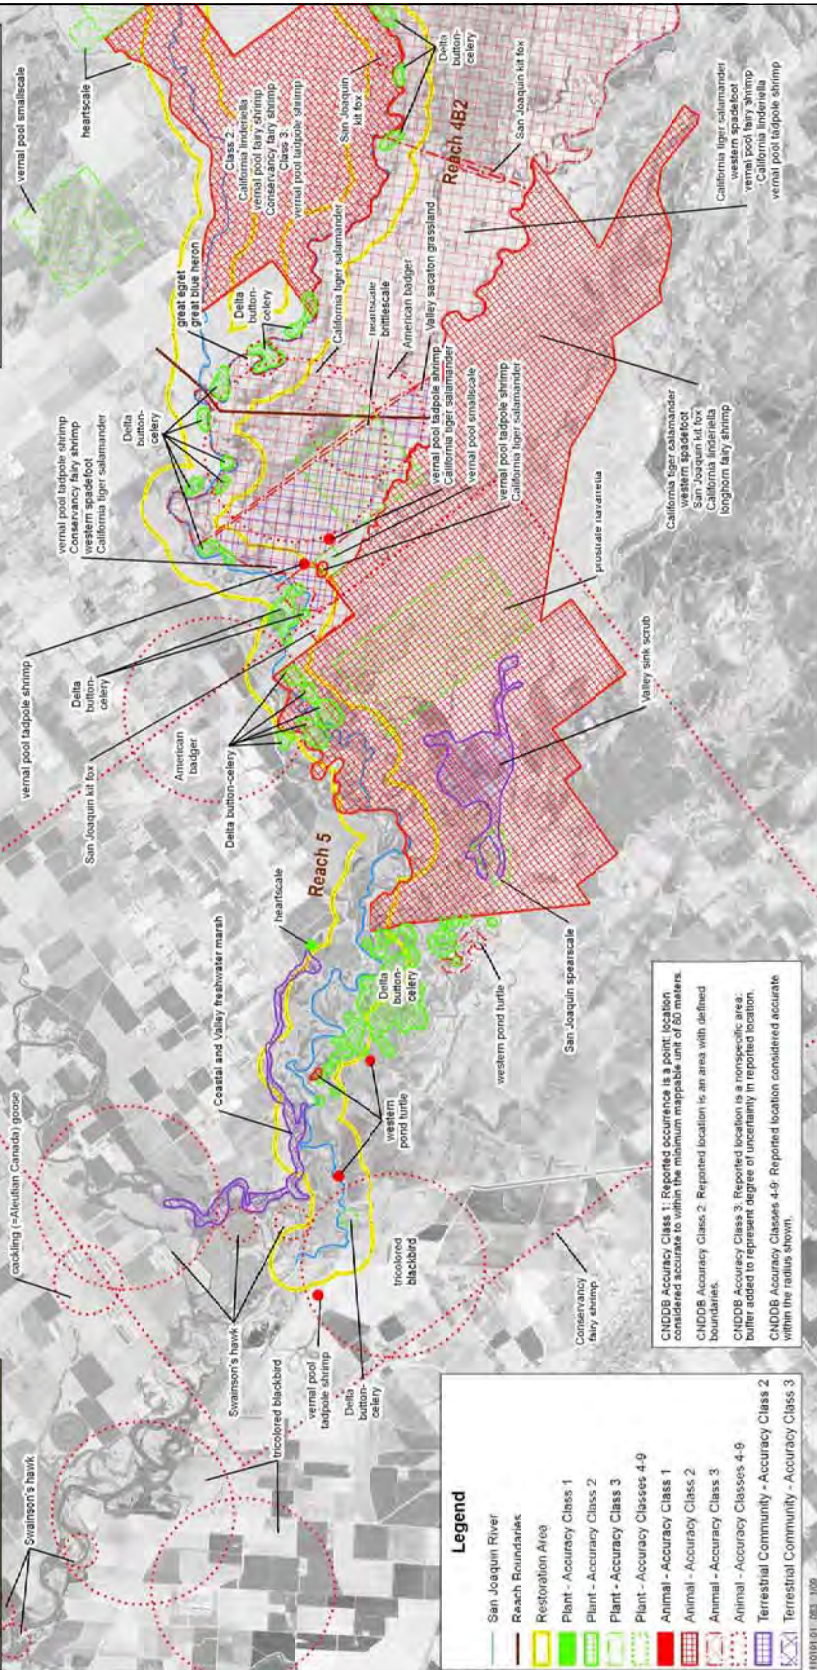 vernal pool smallscale
heartscale
Delta
button-
celery
San Joaquin
kit fox
Class 2:
California linderiella
vernal pool fairy shrimp
Conservancy fairy shrimp
Class 3:
vernal pool tadpole shrimp
Reach 4B2
San Joaquin kit fox
California tiger salamander
western spadefoot
vernal pool fairy shrimp
California linderiella
vernal pool tadpole shrimp
great egret
great blue heron
Delta
button-
celery
California tiger salamander
heartscale
brittlescale
American badger
Valley sacaton grassland
vernal pool tadpole shrimp
California tiger salamander
vernal pool smallscale
vernal pool tadpole shrimp
California tiger salamander
California tiger salamander
western spadefoot
San Joaquin kit fox
California linderiella
longhorn fairy shrimp
Delta
button-
celery
vernal pool tadpole shrimp
Conservancy fairy shrimp
western spadefoot
California tiger salamander
vernal pool tadpole shrimp
Delta
button-
celery
San Joaquin kit fox
American
badger
Delta button-celery
prostrate navarretia
Valley sink scrub
Reach 5
heartscale
Coastal and Valley freshwater marsh
Delta
button-
celery
western pond turtle
San Joaquin spearscale
western
pond turtle
cackling (=Aleutian Canada) goose
Swainson's hawk
tricolored
blackbird
Conservancy
fairy shrimp
vernal pool
tadpole shrimp
Delta
button-
celery
tricolored blackbird
Swainson's hawk
CNDDB Accuracy Class 1: Reported occurrence is a point; location
considered accurate to within the minimum mappable unit of 80 meters.
CNDDB Accuracy Class 2: Reported location is an area with defined
boundaries.
CNDDB Accuracy Class 3: Reported location is a nonspecific area;
buffer added to represent degree of uncertainty in reported location.
CNDDB Accuracy Classes 4-9: Reported location considered accurate
within the radius shown.
Legend
San Joaquin River
Reach Boundaries
Restoration Area
Plant - Accuracy Class 1
Plant - Accuracy Class 2
Plant - Accuracy Class 3
Plant - Accuracy Classes 4-9
Animal - Accuracy Class 1
Animal - Accuracy Class 2
Animal - Accuracy Class 3
Animal - Accuracy Classes 4-9
Terrestrial Community - Accuracy Class 2
Terrestrial Community - Accuracy Class 3